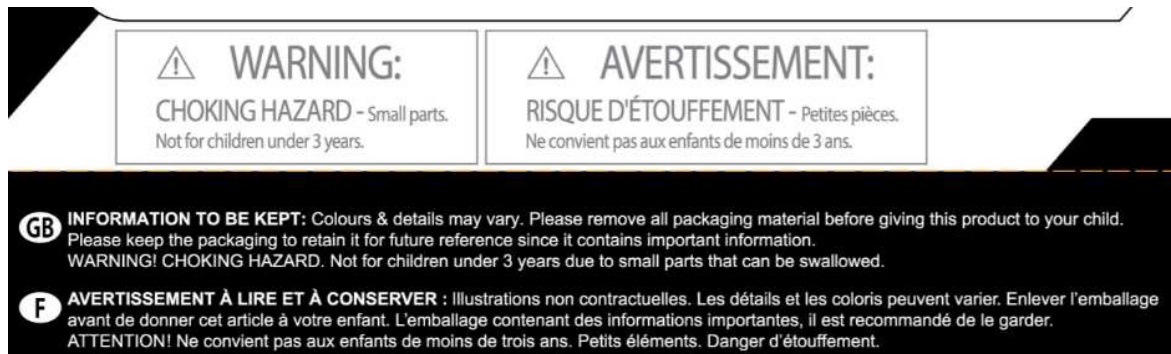 WARNING:
CHOKING HAZARD - Small parts.
Not for children under 3 years.
AVERTISSEMENT:
RISQUE D'ÉTOUFFEMENT - Petites pièces.
Ne convient pas aux enfants de moins de 3 ans.
GB INFORMATION TO BE KEPT: Colours & details may vary. Please remove all packaging material before giving this product to your child.
Please keep the packaging to retain it for future reference since it contains important information.
WARNING! CHOKING HAZARD. Not for children under 3 years due to small parts that can be swallowed.
F AVERTISSEMENT À LIRE ET À CONSERVER : Illustrations non contractuelles. Les détails et les coloris peuvent varier. Enlever l'emballage
avant de donner cet article à votre enfant. L'emballage contenant des informations importantes, il est recommandé de le garder.
ATTENTION! Ne convient pas aux enfants de moins de trois ans. Petits éléments. Danger d'étouffement.